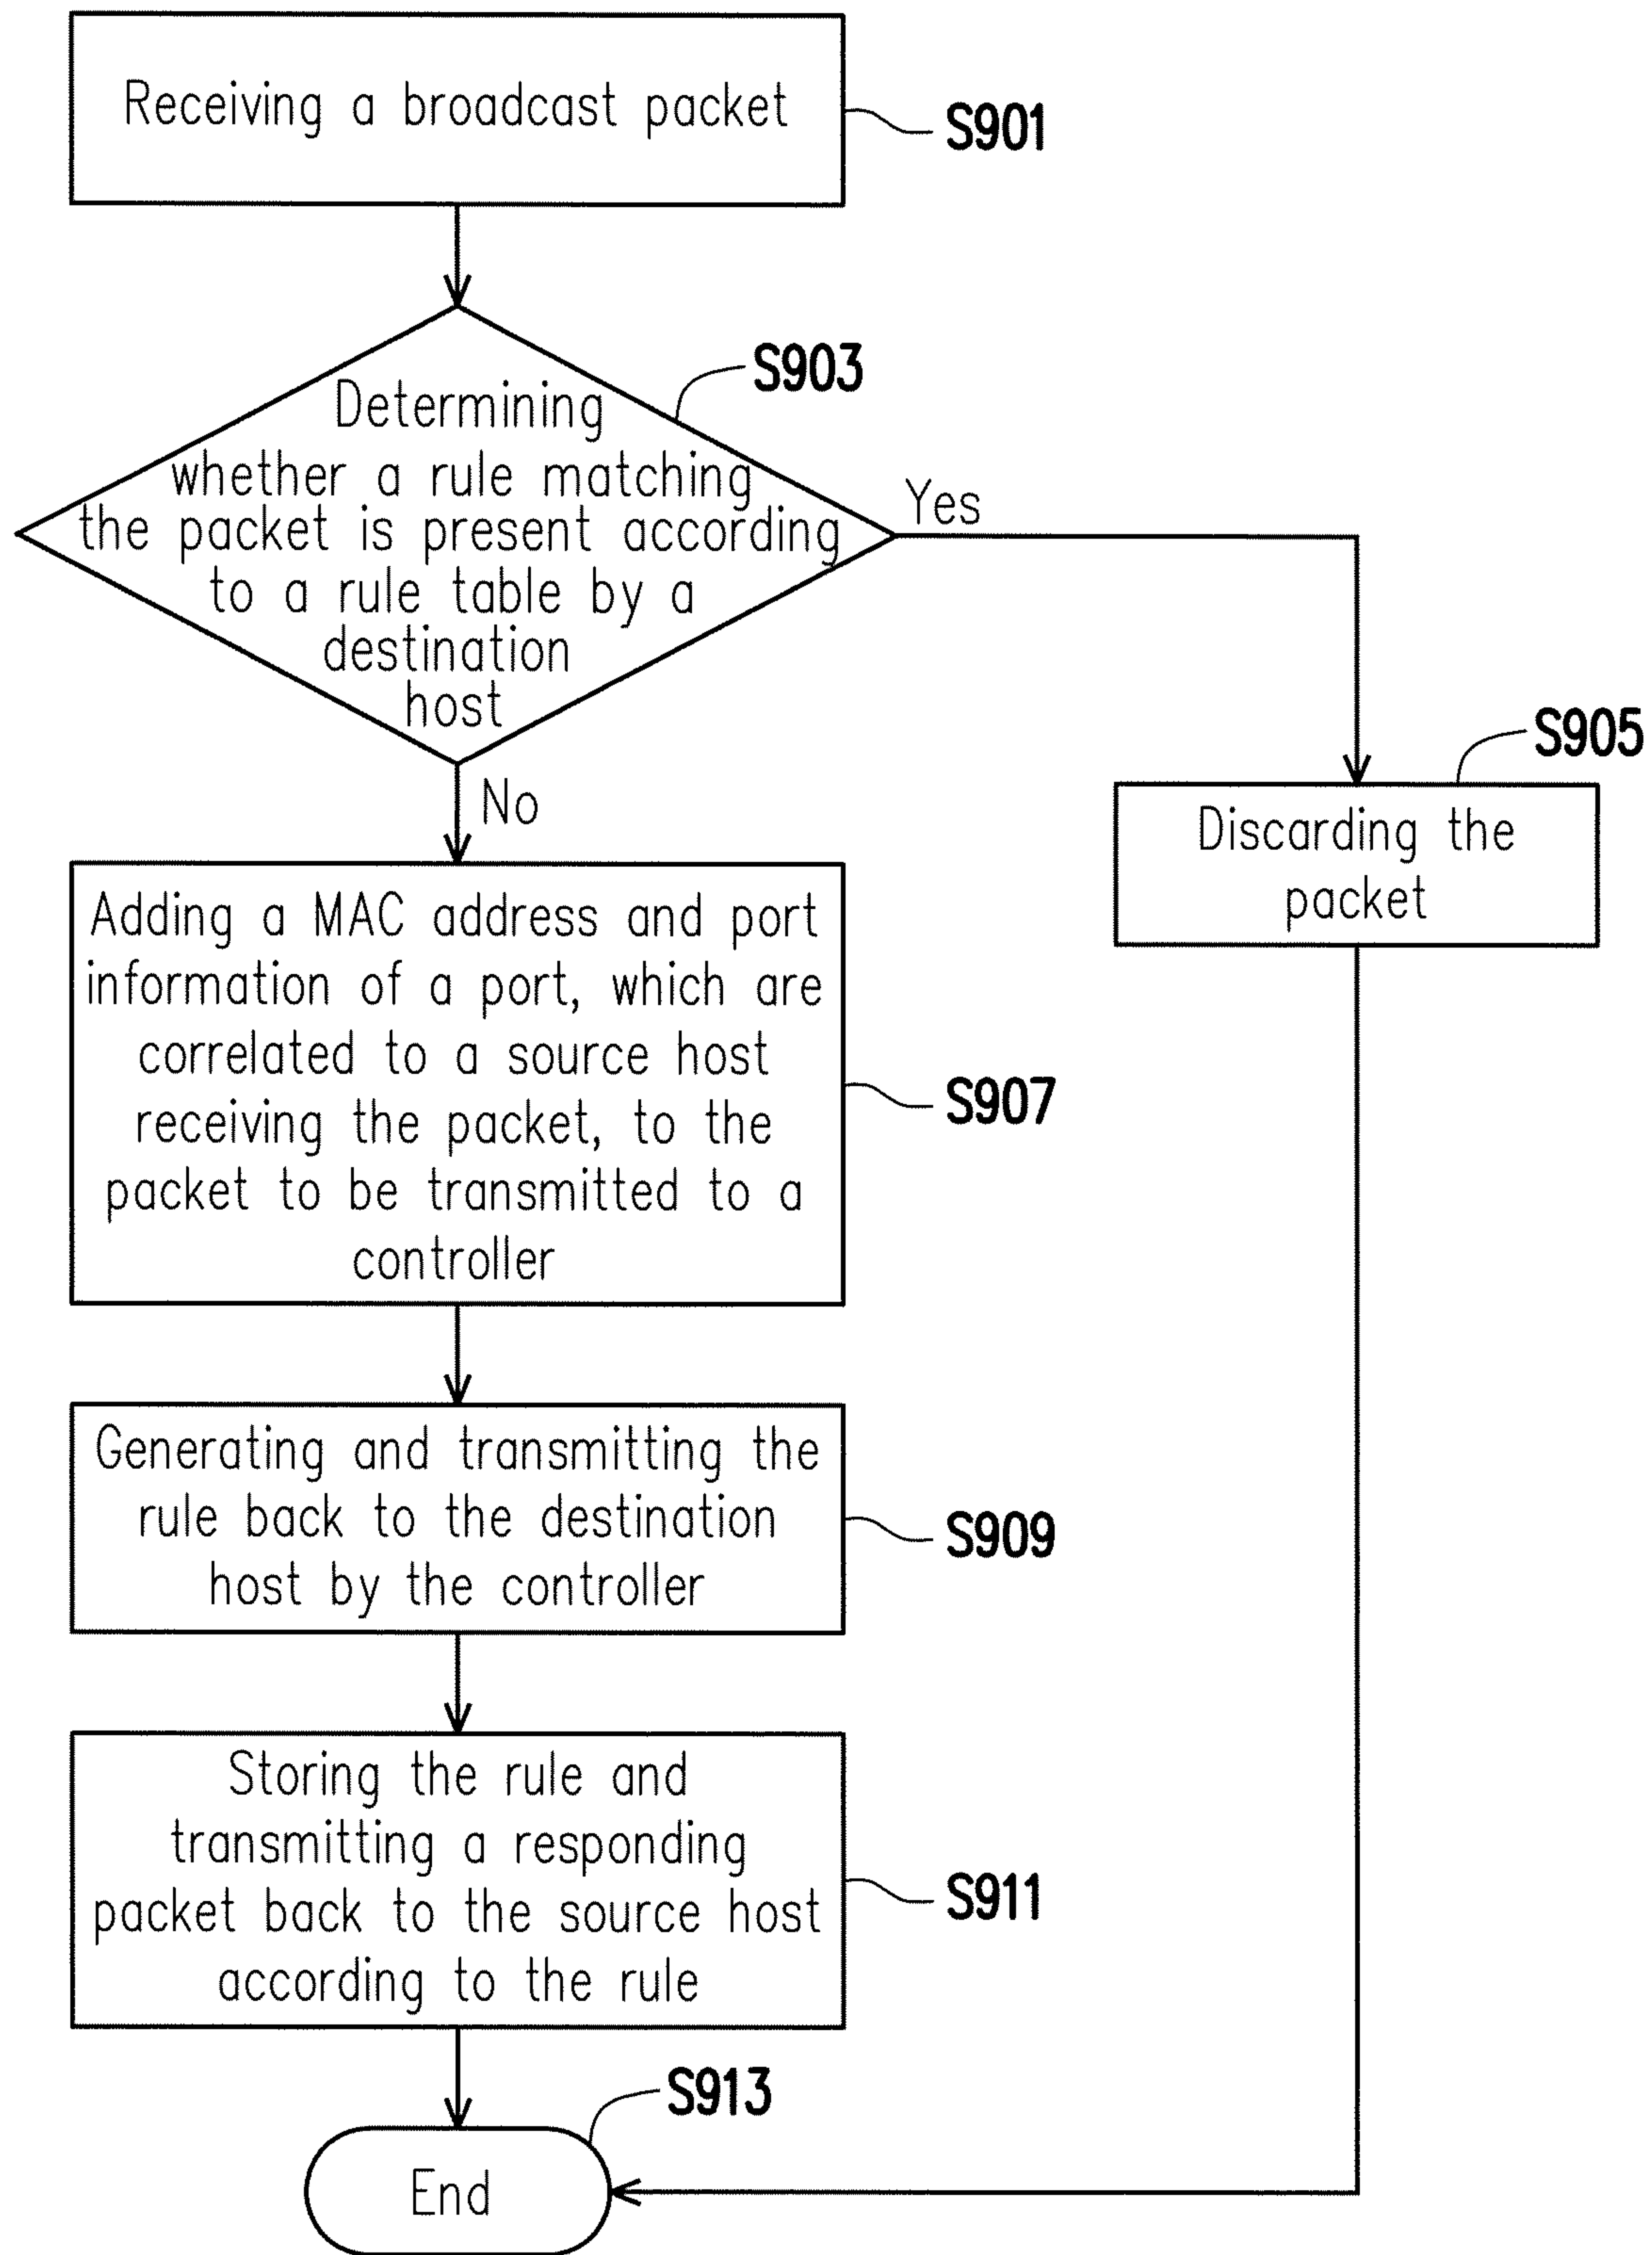 Receiving a broadcast packet
S901
S903
Determining
whether a rule matching
the packet is present according
to a rule table by a
destination
host
Yes
No
S905
Discarding the
packet
Adding a MAC address and port
information of a port, which are
correlated to a source host
receiving the packet, to the
packet to be transmitted to a
controller
S907
Generating and transmitting the
rule back to the destination
host by the controller
S909
Storing the rule and
transmitting a responding
packet back to the source host
according to the rule
S911
S913
End